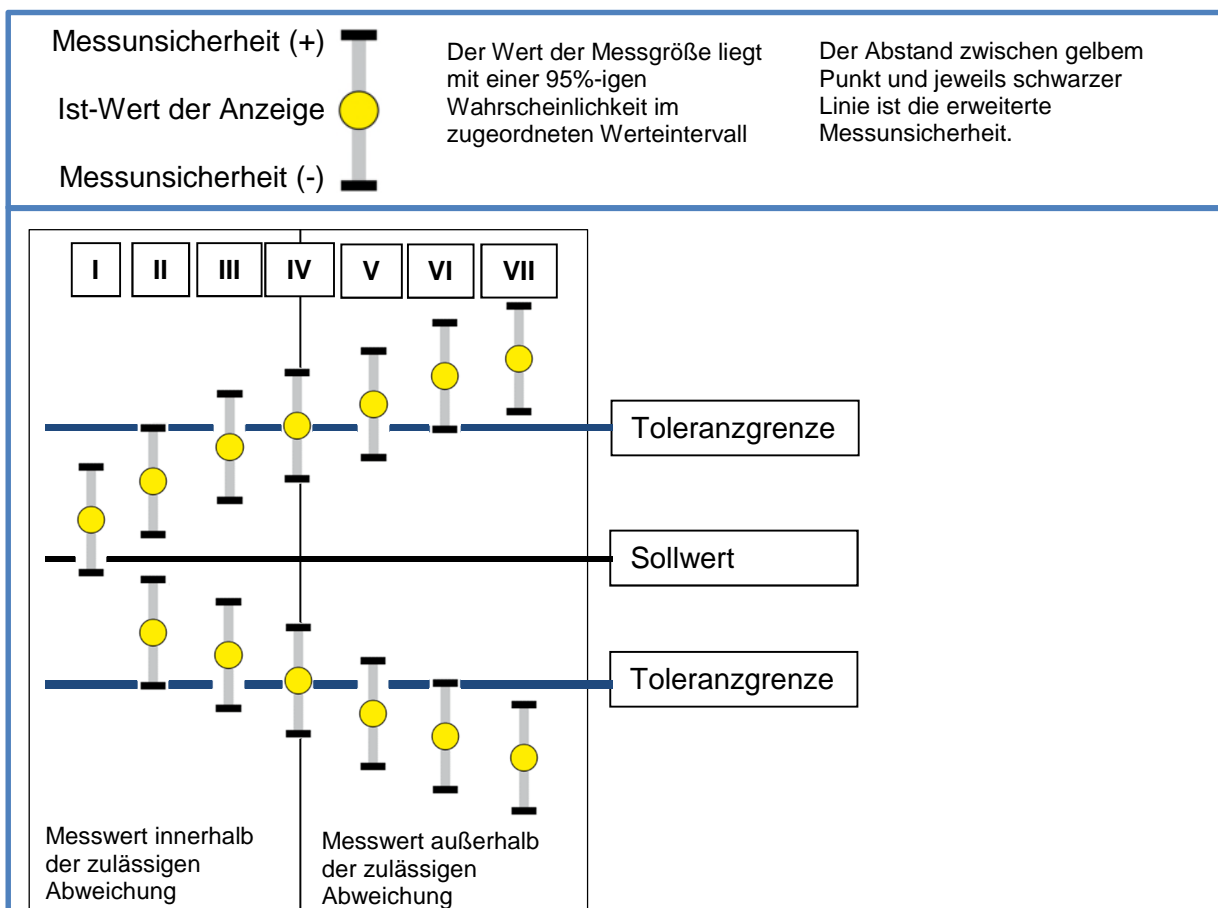 Messunsicherheit (+)
Ist-Wert der Anzeige
Messunsicherheit (-)
Der Wert der Messgröße liegt
mit einer 95%-igen
Wahrscheinlichkeit im
zugeordneten Werteintervall
Der Abstand zwischen gelbem
Punkt und jeweils schwarzer
Linie ist die erweiterte
Messunsicherheit.
I II III IV V VI VII
Toleranzgrenze
Sollwert
Toleranzgrenze
Messwert innerhalb
der zulässigen
Abweichung
Messwert außerhalb
der zulässigen
Abweichung